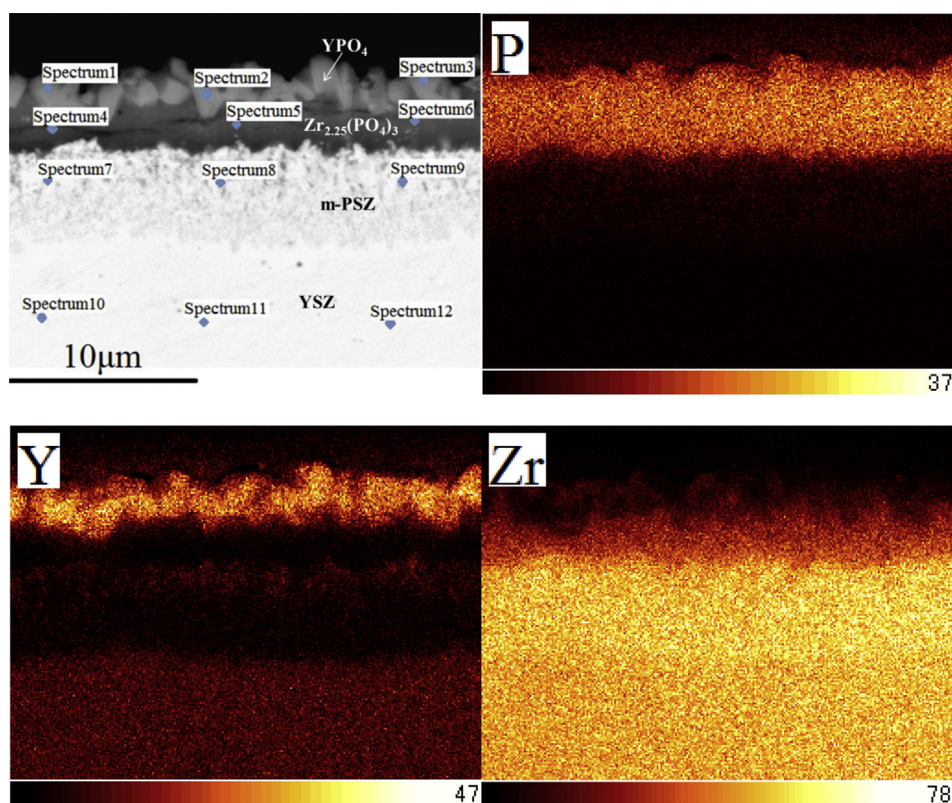 YPO4
Spectrum1
Spectrum2
Spectrum3
Spectrum4
Spectrum5
Spectrum6
Zr2.25(PO4)3
Spectrum7
Spectrum8
Spectrum9
m-PSZ
YSZ
Spectrum10
Spectrum11
Spectrum12
10μm
P
37
Y
47
Zr
78